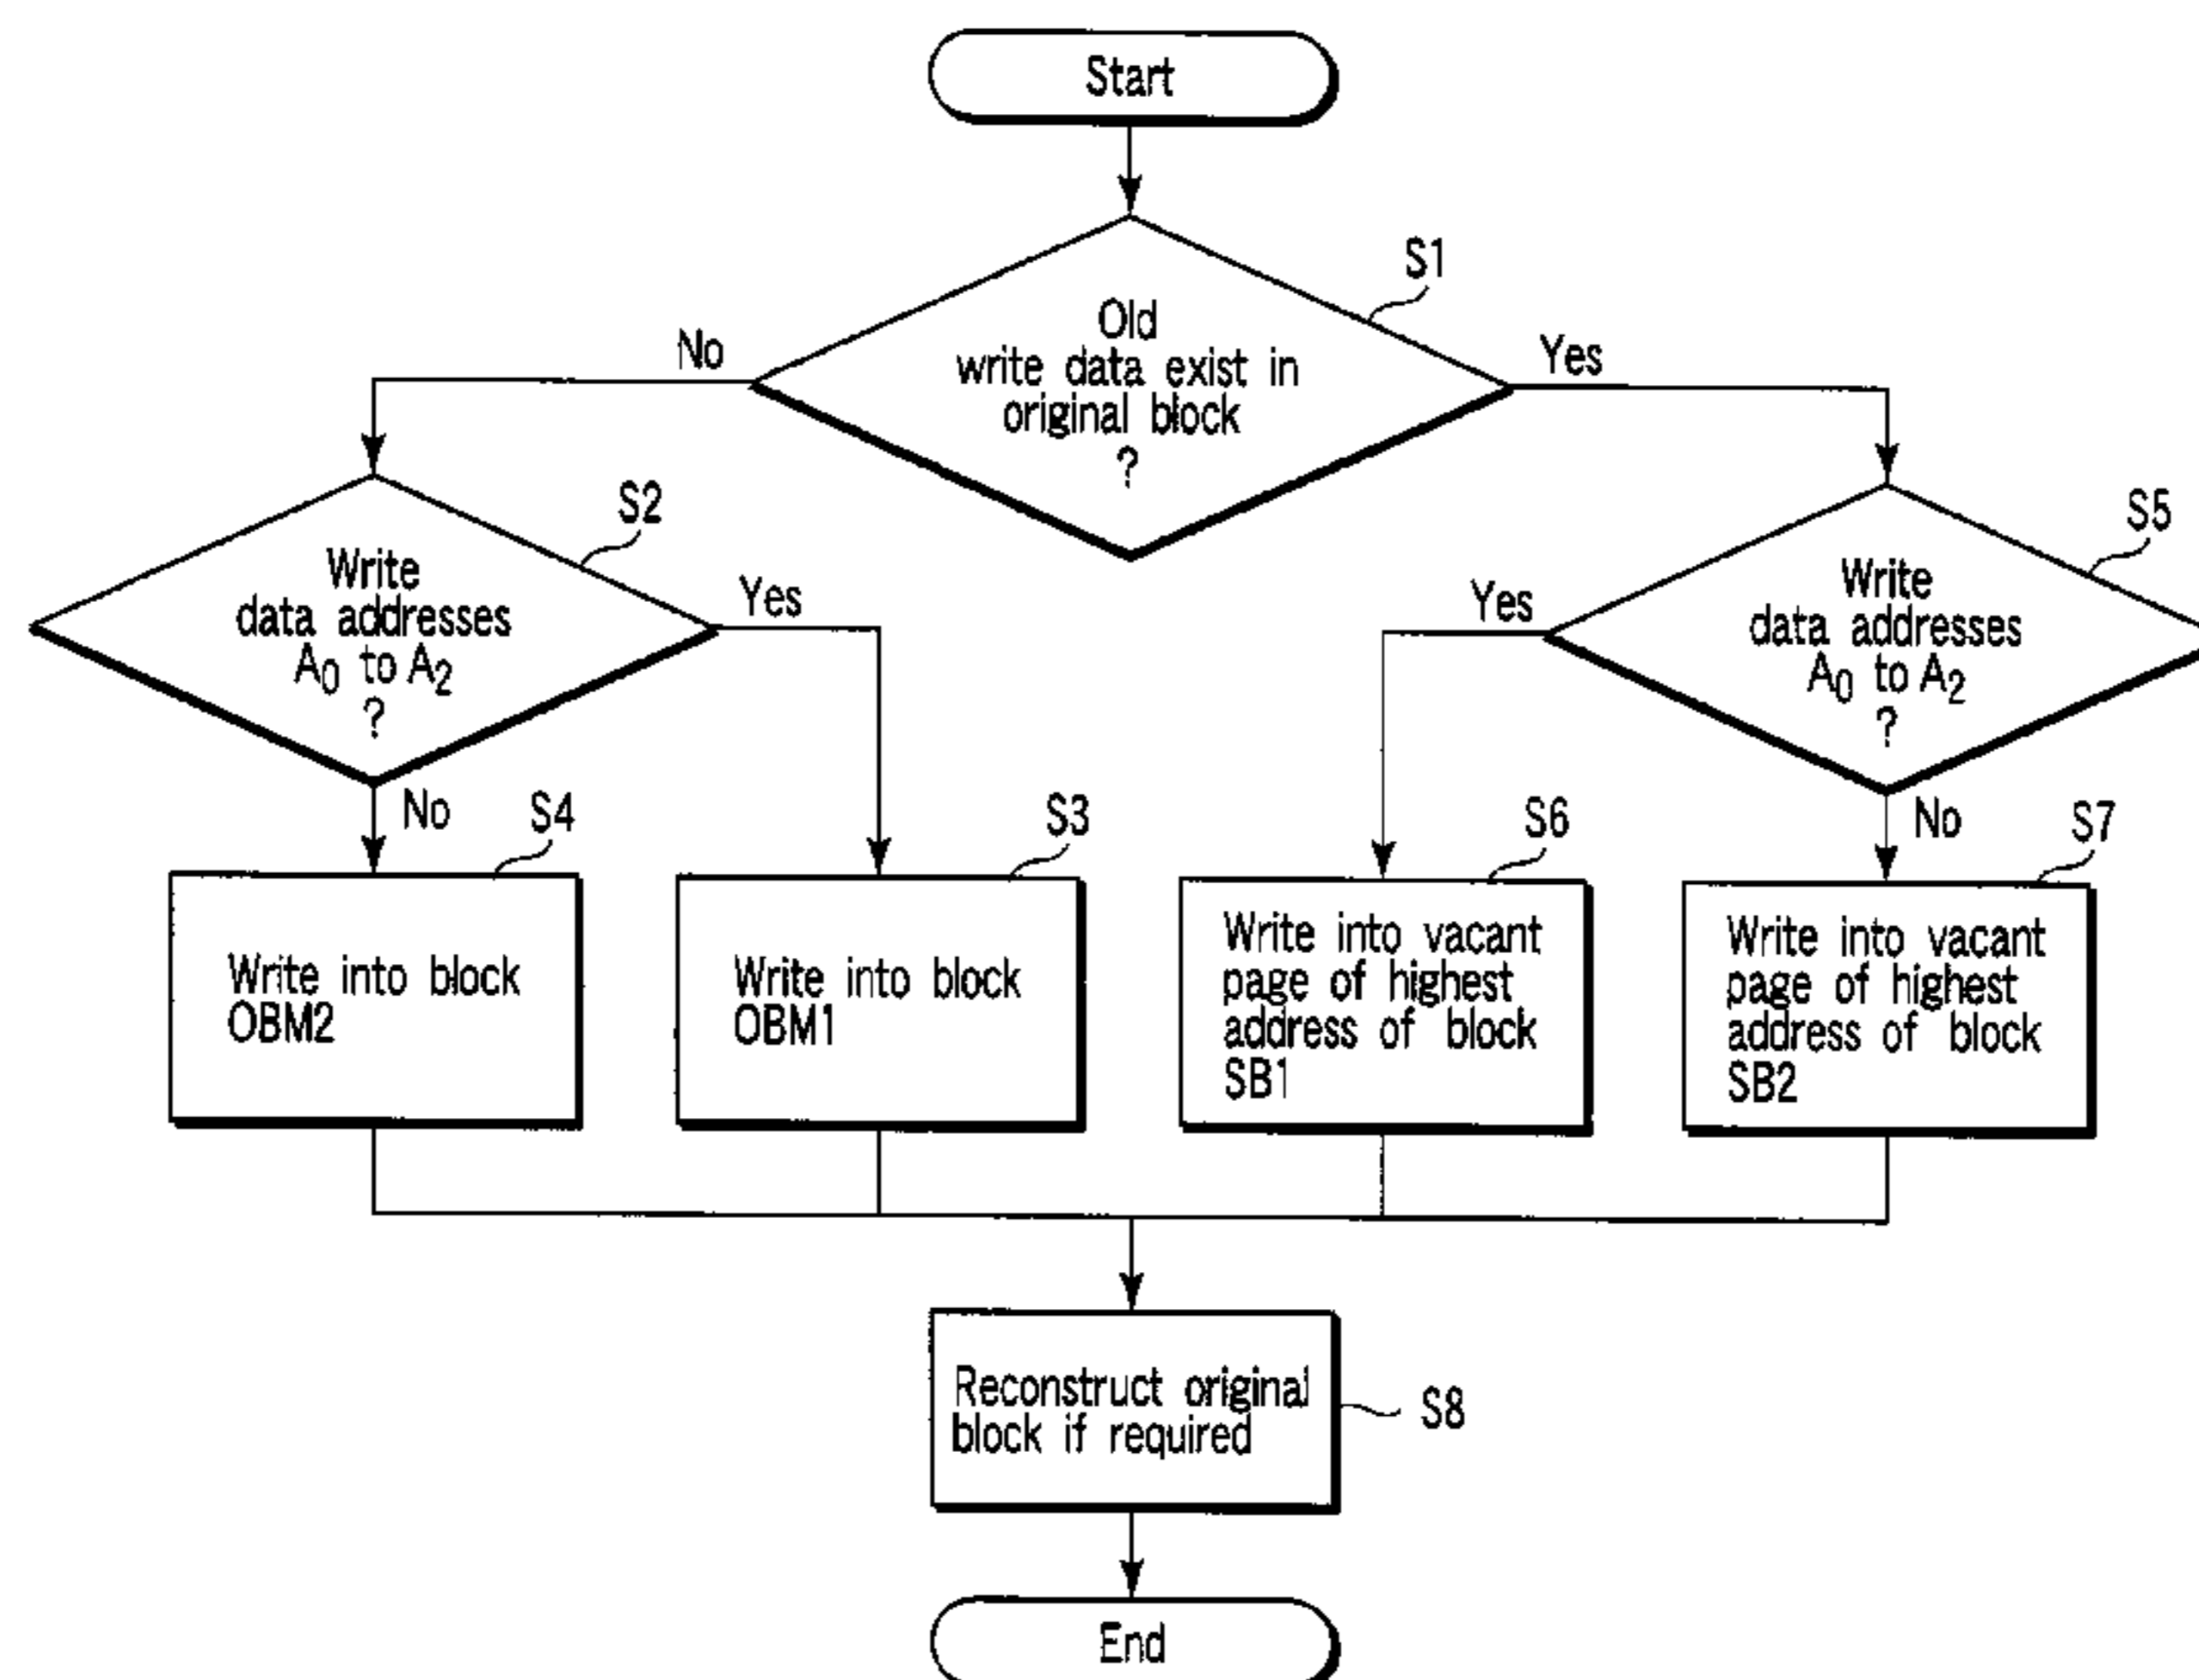 Start
S1
Old
write data exist in
original block
?
No
Yes
S2
Write
data addresses
A₀ to A₂
?
Yes
No
S5
Write
data addresses
A₀ to A₂
?
Yes
No
S4
Write into block
OBM2
S3
Write into block
OBM1
S6
Write into vacant
page of highest
address of block
SB1
S7
Write into vacant
page of highest
address of block
SB2
Reconstruct original
block if required
S8
End